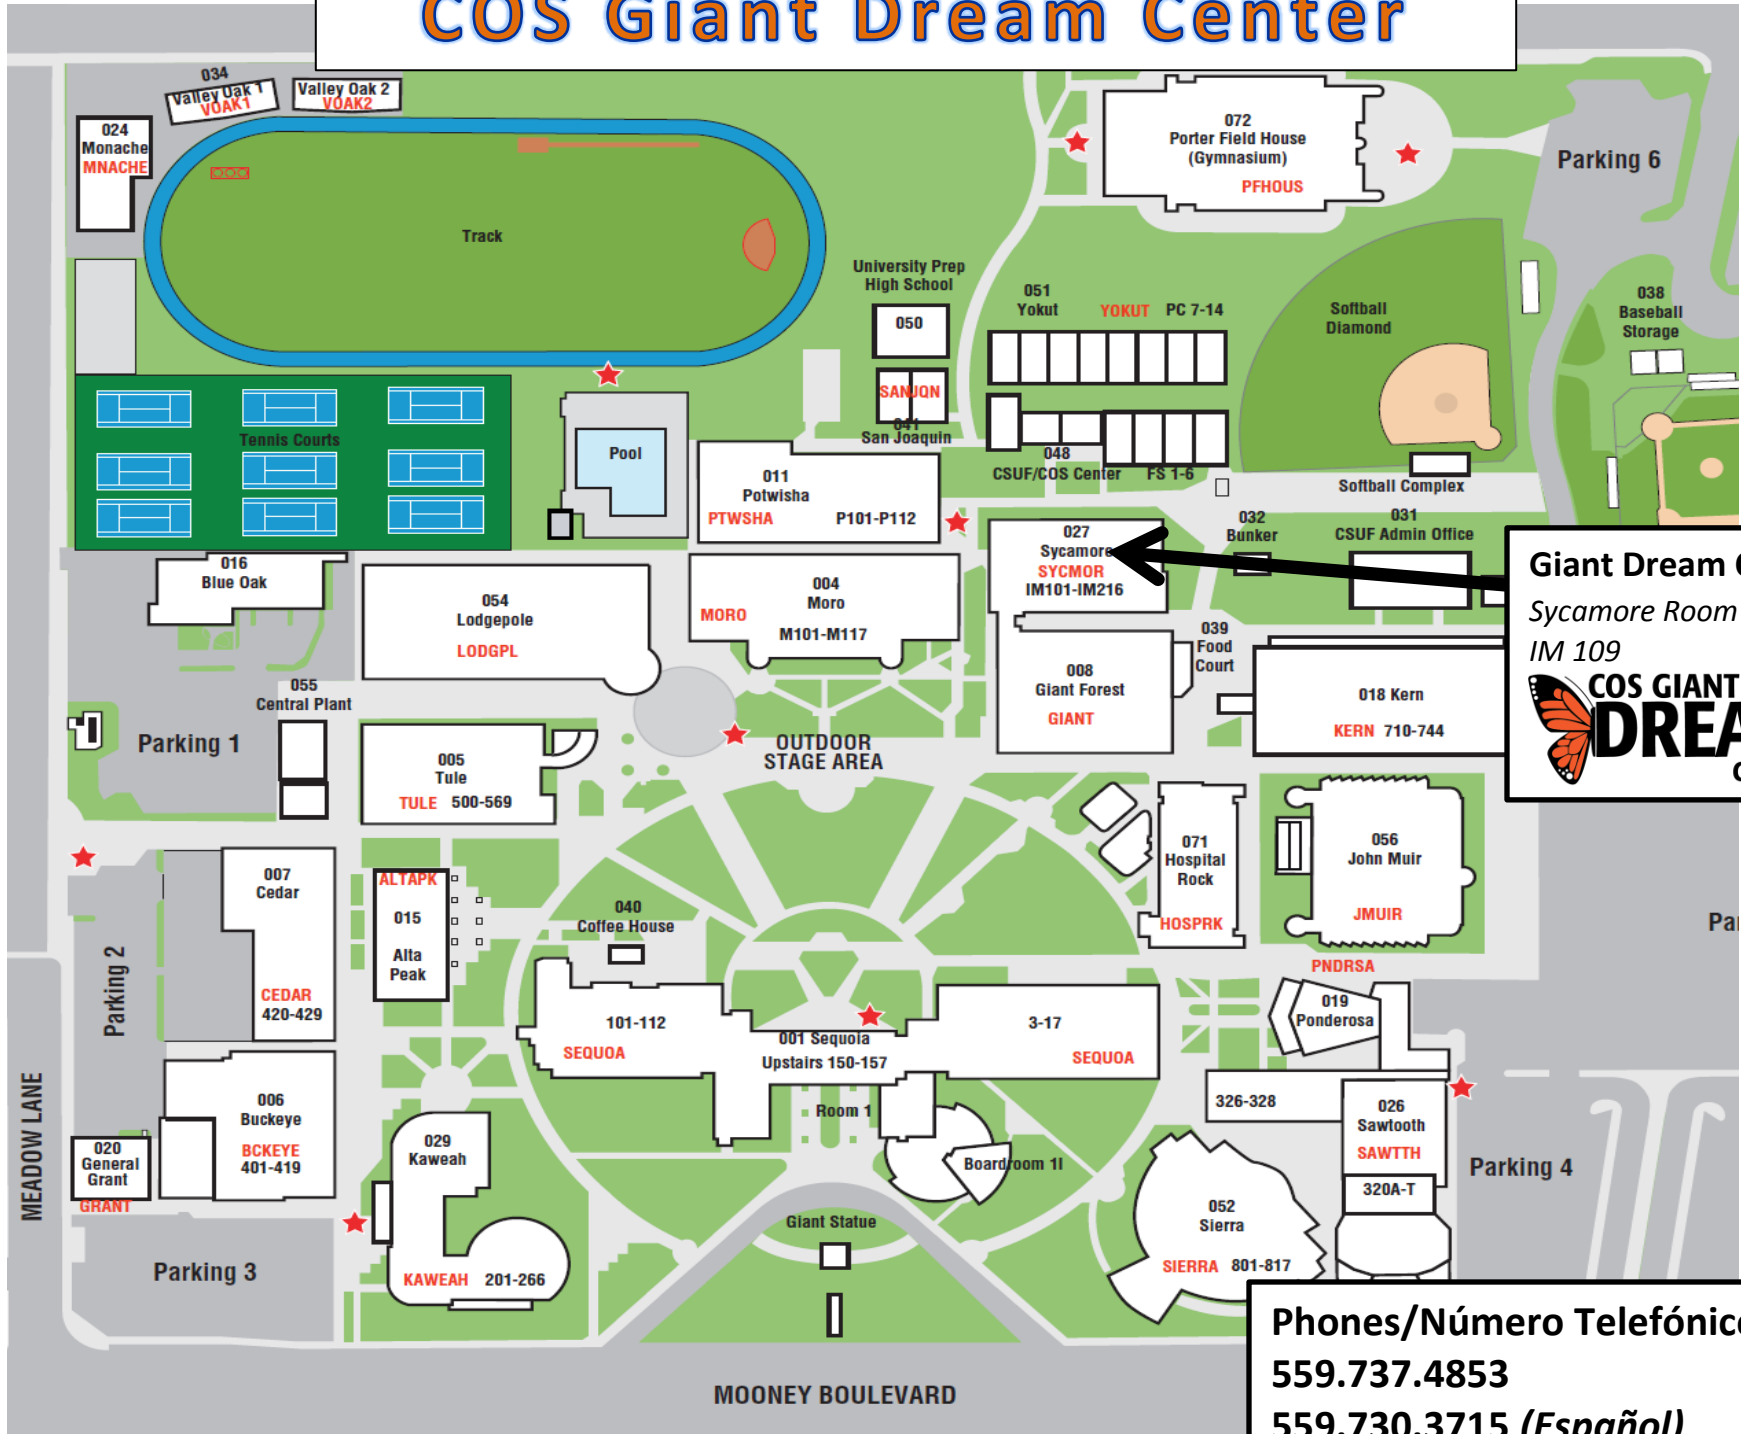 COS Giant Dream Center
034
Valley Oak 1
VOAK1
Valley Oak 2
VOAK2
024
Monache
MNACHE
Track
072
Porter Field House
(Gymnasium)
PFHOUS
Parking 6
University Prep
High School
050
SANJQN
041
San Joaquin
051
Yokut
YOKUT
PC 7-14
Softball
Diamond
038
Baseball
Storage
Tennis Courts
Pool
011
Potwisha
PTWSHA
P101-P112
048
CSUF/COS Center
FS 1-6
Softball Complex
027
Sycamore
SYCMOR
IM101-IM216
032
Bunker
031
CSUF Admin Office
Giant Dream C
Sycamore Room
IM 109
COS GIANT
DREA
C
016
Blue Oak
054
Lodgepole
LODGPL
004
Moro
MORO
M101-M117
039
Food
Court
008
Giant Forest
GIANT
018 Kern
KERN 710-744
055
Central Plant
Parking 1
005
Tule
TULE 500-569
OUTDOOR
STAGE AREA
071
Hospital
Rock
HOSPRK
056
John Muir
JMUIR
Par
007
Cedar
CEDAR
420-429
ALTAPK
015
Alta
Peak
040
Coffee House
Parking 2
101-112
SEQUOA
001 Sequoia
Upstairs 150-157
3-17
SEQUOA
PNDRSA
019
Ponderosa
MEADOW LANE
006
Buckeye
BCKEYE
401-419
020
General
Grant
GRANT
029
Kaweah
KAWEAH 201-266
Room 1
Boardroom 1I
326-328
026
Sawtooth
SAWTTH
320A-T
Parking 4
Giant Statue
052
Sierra
SIERRA 801-817
Parking 3
MOONEY BOULEVARD
Phones/Número Telefónico
559.737.4853
559.730.3715 (Español)